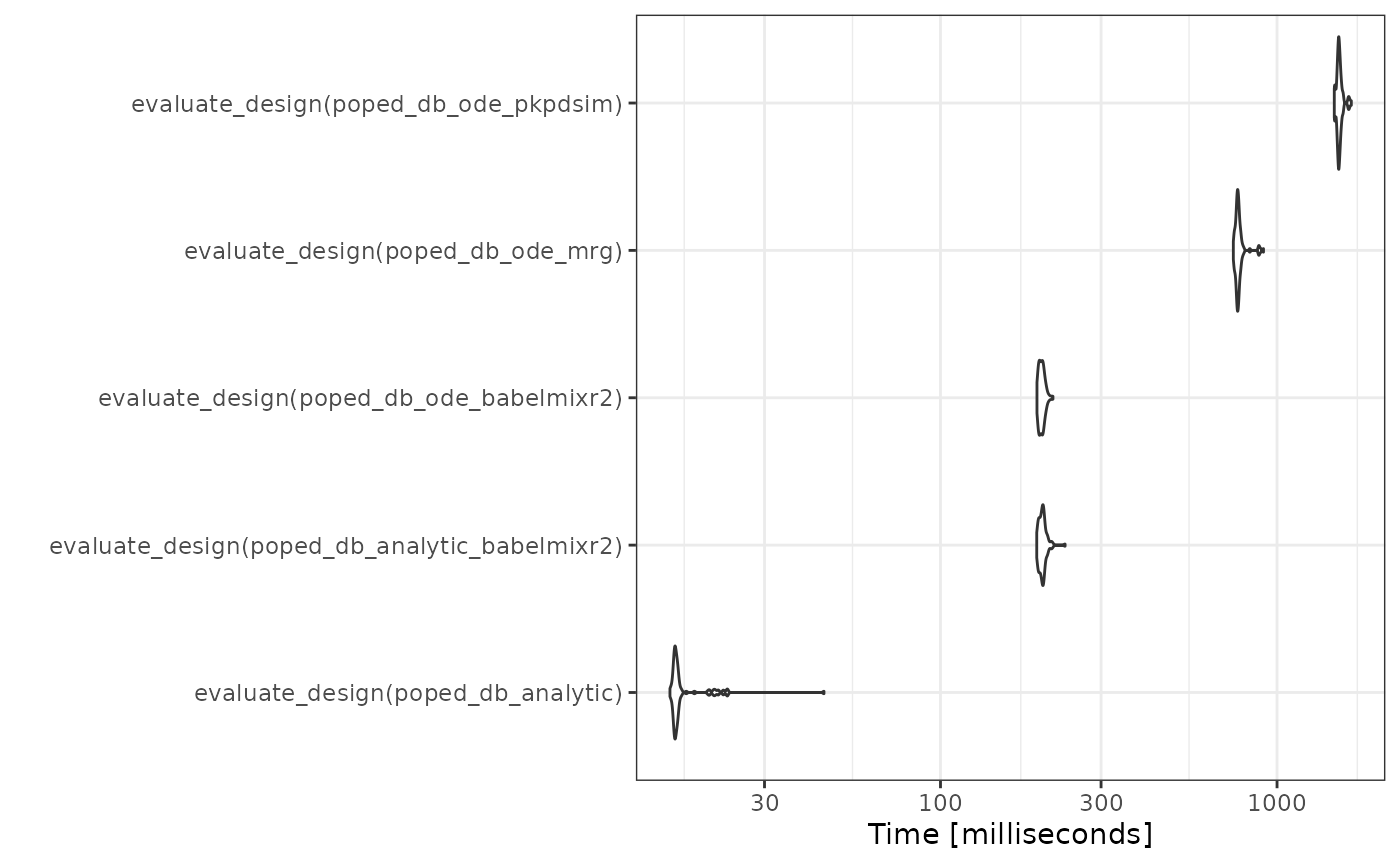 evaluate_design(poped_db_ode_pkpdsim)
evaluate_design(poped_db_ode_mrg)
evaluate_design(poped_db_ode_babelmixr2)
evaluate_design(poped_db_analytic_babelmixr2)
evaluate_design(poped_db_analytic)
30 100 300 1000
Time [milliseconds]